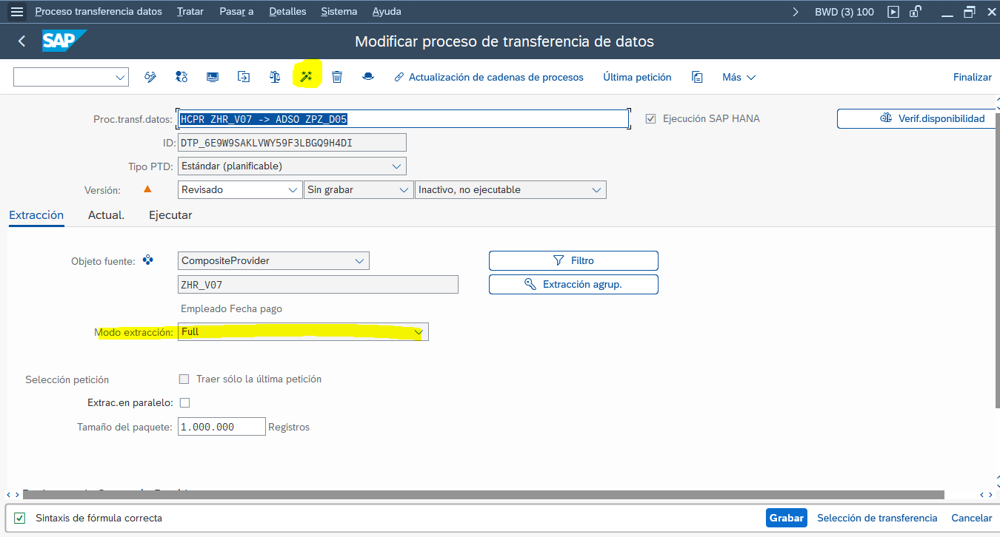 Proceso transferencia datos Tratar Pasar a Detalles Sistema Ayuda BWD (3) 100
SAP Modificar proceso de transferencia de datos
Actualización de cadenas de procesos Última petición Más Finalizar
Proc.transf.datos: HCPR ZHR_V07 -> ADSO ZPZ_D05 Ejecución SAP HANA Verif.disponibilidad
ID: DTP_6E9W9SAKLVWY59F3LBGQ9H4DI
Tipo PTD: Estándar (planificable)
Versión: Revisado Sin grabar Inactivo, no ejecutable
Extracción Actual. Ejecutar
Objeto fuente: CompositeProvider Filtro
ZHR_V07 Extracción agrup.
Empleado Fecha pago
Modo extracción: Full
Selección petición Traer sólo la última petición
Extrac.en paralelo:
Tamaño del paquete: 1.000.000 Registros
Sintaxis de fórmula correcta Grabar Selección de transferencia Cancelar